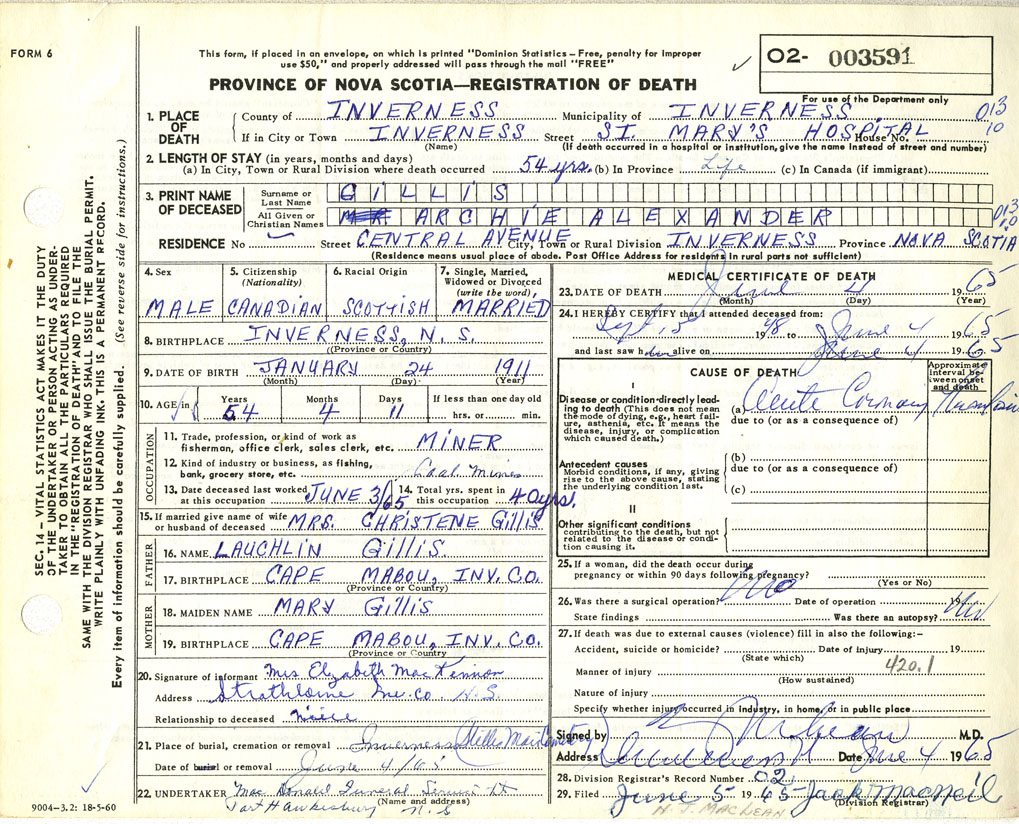 FORM 6
This form, if placed in an envelope, on which is printed "Dominion Statistics – Free, penalty for improper
use $50," and properly addressed will pass through the mail "FREE"
PROVINCE OF NOVA SCOTIA—REGISTRATION OF DEATH
02- 003591
For use of the Department only
1. PLACE OF DEATH
County of INVERNESS Municipality of INVERNESS 013
If in City or Town INVERNESS Street ST. MARY'S HOSPITAL House No. 10
(Name) (If death occurred in a hospital or institution, give the name instead of street and number)
2. LENGTH OF STAY (in years, months and days)
(a) In City, Town or Rural Division where death occurred 54 yrs. (b) In Province Life (c) In Canada (if immigrant)
3. PRINT NAME OF DECEASED
Surname or Last Name GILLIS
All Given or Christian Names ARCHIE ALEXANDER 013
10
RESIDENCE No Street CENTRAL AVENUE City, Town or Rural Division INVERNESS Province NOVA SCOTIA
(Residence means usual place of abode. Post Office Address for residents in rural parts not sufficient)
4. Sex
MALE
5. Citizenship (Nationality)
CANADIAN
6. Racial Origin
SCOTTISH
7. Single, Married, Widowed or Divorced (write the word),
MARRIED
8. BIRTHPLACE INVERNESS, N. S.
(Province or Country)
9. DATE OF BIRTH JANUARY 24 1911
(Month) (Day) (Year)
10. AGE in Years 54 Months 4 Days 11 If less than one day old
hrs. or min.
OCCUPATION
11. Trade, profession, or kind of work as
fisherman, office clerk, sales clerk, etc. MINER
12. Kind of industry or business, as fishing,
bank, grocery store, etc. Coal Mines
13. Date deceased last worked at this occupation JUNE 3/65
14. Total yrs. spent in this occupation 40 yrs.
15. If married give name of wife
or husband of deceased MRS. CHRISTENE Gillis
FATHER
16. NAME LAUCHLIN Gillis.
17. BIRTHPLACE CAPE MABOU, INV. CO.
(Province or Country)
MOTHER
18. MAIDEN NAME MARY Gillis
19. BIRTHPLACE CAPE MABOU, INV. CO.
(Province or Country)
20. Signature of informant Mrs Elizabeth MacKinnon
Address Strathlorne Inv. Co. N.S.
Relationship to deceased niece
21. Place of burial, cremation or removal Inverness
Date of burial or removal June 4/65
22. UNDERTAKER MacDonald Funeral Service
(Name and address)
Port Hawkesbury N.S
MEDICAL CERTIFICATE OF DEATH
23. DATE OF DEATH June 4 1965
(Month) (Day) (Year)
24. I HEREBY CERTIFY that I attended deceased from:
Sept 15 1948 to June 4 1965
and last saw him alive on June 4 1965
CAUSE OF DEATH
Approximate interval between onset and death
I
Disease or condition directly leading to death (This does not mean the mode of dying, e.g., heart failure, asthenia, etc. It means the disease, injury, or complication which caused death.)
(a) Acute Coronary Thrombosis
due to (or as a consequence of)
Antecedent causes
Morbid conditions, if any, giving rise to the above cause, stating the underlying condition last.
(b)
due to (or as a consequence of)
(c)
II
Other significant conditions
contributing to the death, but not related to the disease or condition causing it.
25. If a woman, did the death occur during
pregnancy or within 90 days following pregnancy?
(Yes or No)
26. Was there a surgical operation? No Date of operation 19
State findings Was there an autopsy? No
27. If death was due to external causes (violence) fill in also the following:–
Accident, suicide or homicide? Date of injury 19
(State which)
Manner of injury 420.1
(How sustained)
Nature of injury
Specify whether injury occurred in industry, in home, or in public place
Signed by M.D.
Address Inverness Date June 4 1965
28. Division Registrar's Record Number 02
29. Filed June 5 1965 Jack MacNeil
(Division Registrar)
N. J. MACLEAN
SEC. 14 – VITAL STATISTICS ACT MAKES IT THE DUTY
OF THE UNDERTAKER OR PERSON ACTING AS UNDER-
TAKER TO OBTAIN ALL THE PARTICULARS REQUIRED
IN THE "REGISTRATION OF DEATH" AND TO FILE THE
SAME WITH THE DIVISION REGISTRAR WHO SHALL ISSUE THE BURIAL PERMIT.
WRITE PLAINLY WITH UNFADING INK. THIS IS A PERMANENT RECORD.
Every item of information should be carefully supplied. (See reverse side for instructions.)
9004–3.2: 18-5-60